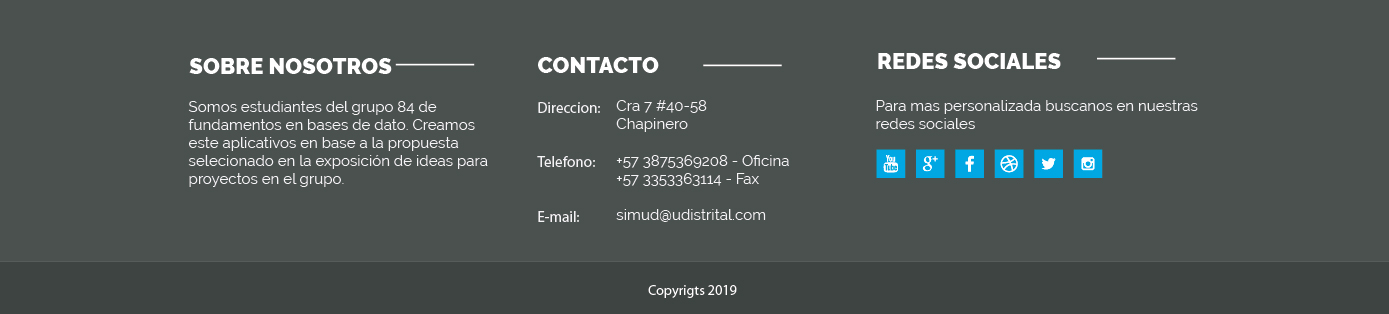 SOBRE NOSOTROS
Somos estudiantes del grupo 84 de
fundamentos en bases de dato. Creamos
este aplicativos en base a la propuesta
selecionado en la exposición de ideas para
proyectos en el grupo.
CONTACTO
Direccion: Cra 7 #40-58
Chapinero
Telefono: +57 3875369208 - Oficina
+57 3353363114 - Fax
E-mail: simud@udistrital.com
REDES SOCIALES
Para mas personalizada buscanos en nuestras
redes sociales
You
Tube
g+
f
Copyrigts 2019